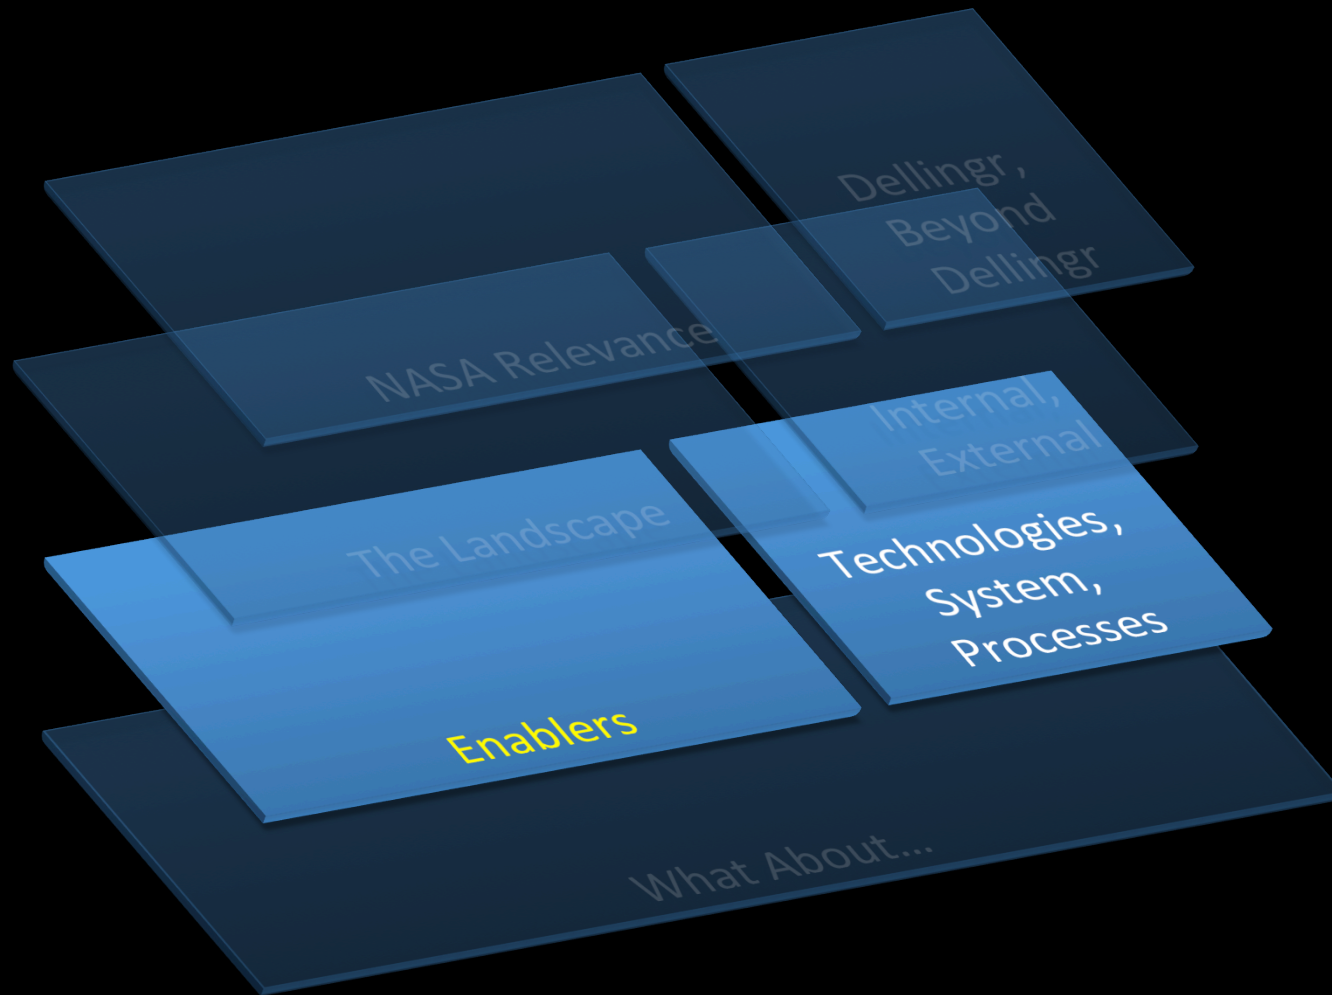 Dellingr,
Beyond
Dellingr
NASA Relevance
Internal,
External
The Landscape
Technologies,
System,
Processes
Enablers
What About...